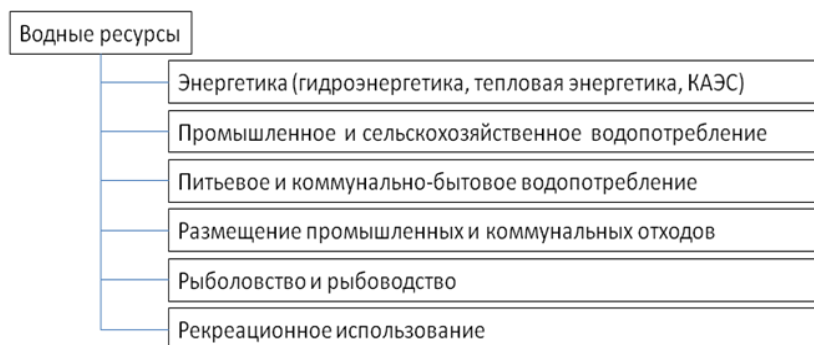 Водные ресурсы
Энергетика (гидроэнергетика, тепловая энергетика, КАЭС)
Промышленное и сельскохозяйственное водопотребление
Питьевое и коммунально-бытовое водопотребление
Размещение промышленных и коммунальных отходов
Рыболовство и рыбоводство
Рекреационное использование